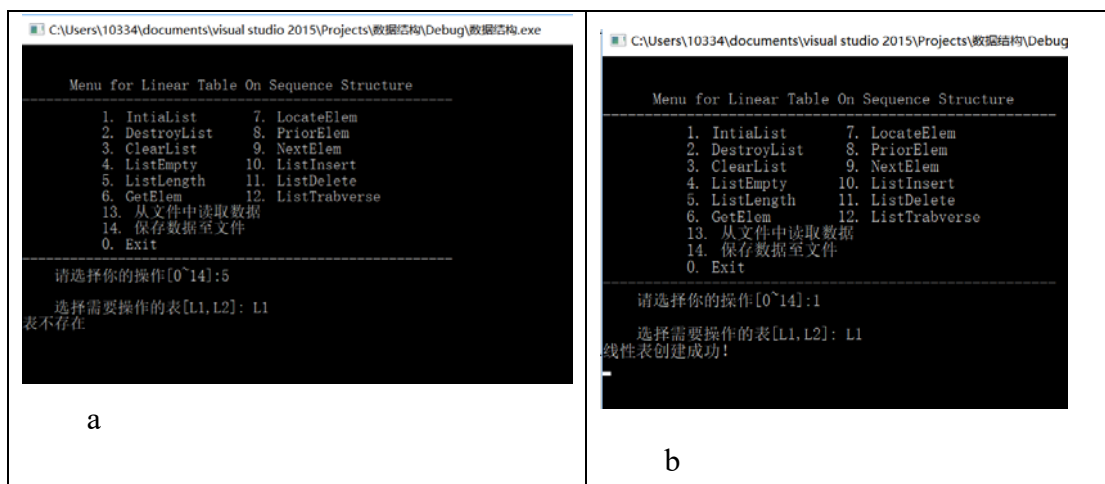 C:\Users\10334\documents\visual studio 2015\Projects\数据结构\Debug\数据结构.exe
Menu for Linear Table On Sequence Structure
1. IntiaList 7. LocateElem
2. DestroyList 8. PriorElem
3. ClearList 9. NextElem
4. ListEmpty 10. ListInsert
5. ListLength 11. ListDelete
6. GetElem 12. ListTrabverse
13. 从文件中读取数据
14. 保存数据至文件
0. Exit
请选择你的操作[0~14]:5
选择需要操作的表[L1,L2]: L1
表不存在
a
C:\Users\10334\documents\visual studio 2015\Projects\数据结构\Debug
Menu for Linear Table On Sequence Structure
1. IntiaList 7. LocateElem
2. DestroyList 8. PriorElem
3. ClearList 9. NextElem
4. ListEmpty 10. ListInsert
5. ListLength 11. ListDelete
6. GetElem 12. ListTrabverse
13. 从文件中读取数据
14. 保存数据至文件
0. Exit
请选择你的操作[0~14]:1
选择需要操作的表[L1,L2]: L1
线性表创建成功!
b